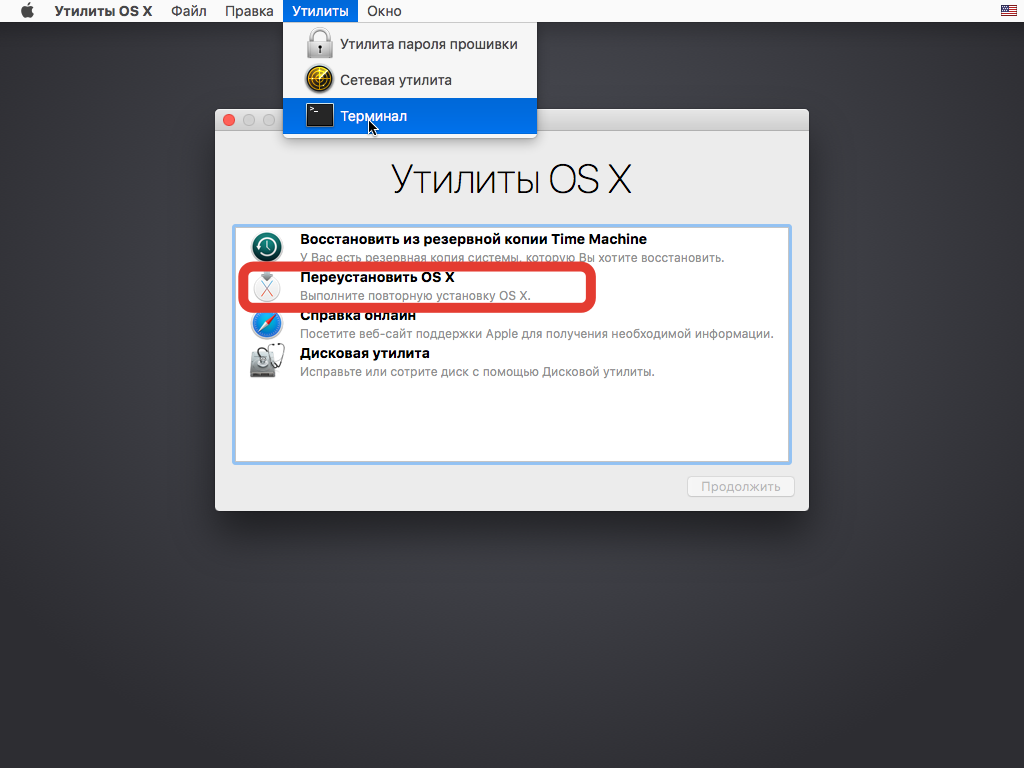 Утилиты OS X Файл Правка Утилиты Окно
Утилита пароля прошивки
Сетевая утилита
>_
Терминал
Утилиты OS X
Восстановить из резервной копии Time Machine
У Вас есть резервная копия системы, которую Вы хотите восстановить.
Переустановить OS X
Выполните повторную установку OS X.
Справка онлайн
Посетите веб-сайт поддержки Apple для получения необходимой информации.
Дисковая утилита
Исправьте или сотрите диск с помощью Дисковой утилиты.
Продолжить